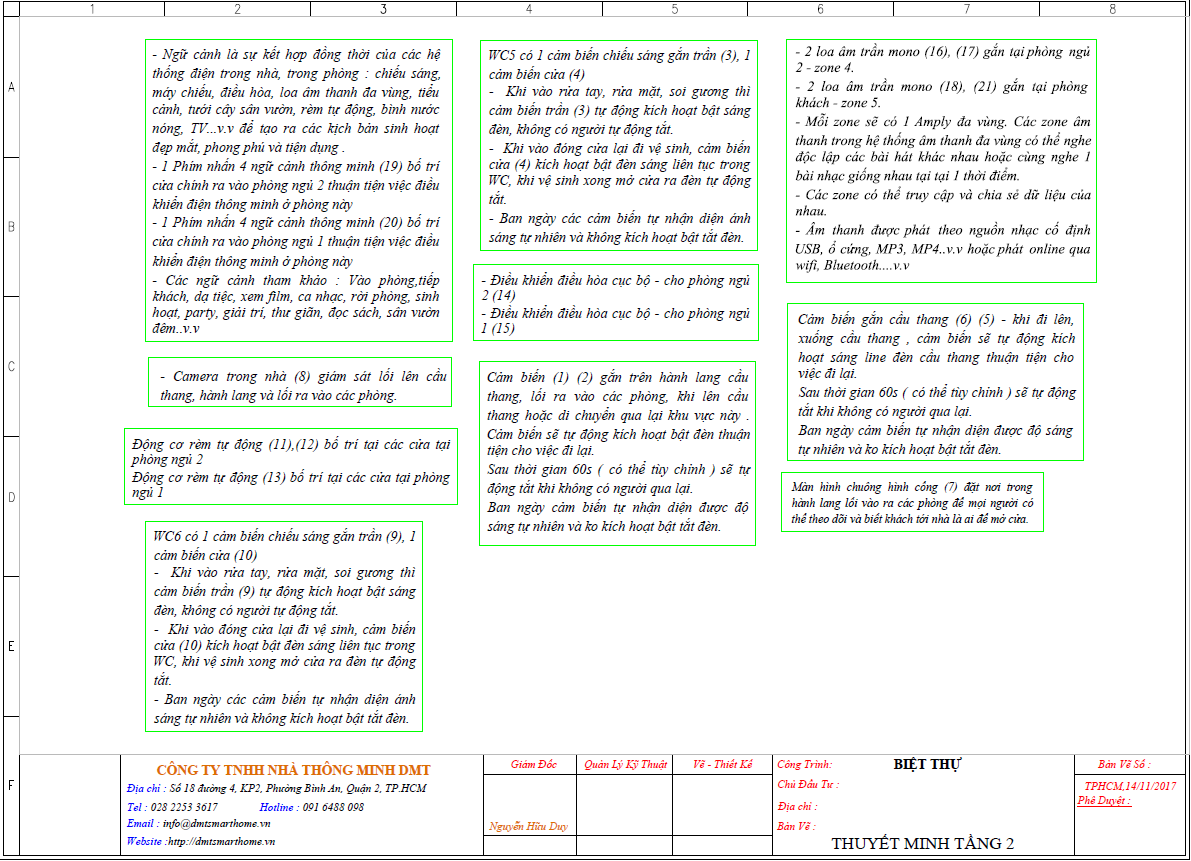 1 2 3 4 5 6 7 8
A
B
C
D
E
F
- Ngữ cảnh là sự kết hợp đồng thời của các hệ
thống điện trong nhà, trong phòng : chiếu sáng,
máy chiếu, điều hòa, loa âm thanh đa vùng, tiểu
cảnh, tưới cây sân vườn, rèm tự động, bình nước
nóng, TV...v.v để tạo ra các kịch bản sinh hoạt
đẹp mắt, phong phú và tiện dụng .
- 1 Phím nhấn 4 ngữ cảnh thông minh (19) bố trí
cửa chính ra vào phòng ngủ 2 thuận tiện việc điều
khiển điện thông minh ở phòng này
- 1 Phím nhấn 4 ngữ cảnh thông minh (20) bố trí
cửa chính ra vào phòng ngủ 1 thuận tiện việc điều
khiển điện thông minh ở phòng này
- Các ngữ cảnh tham khảo : Vào phòng,tiếp
khách, dạ tiệc, xem film, ca nhạc, rời phòng, sinh
hoạt, party, giải trí, thư giãn, đọc sách, sân vườn
đêm..v.v
- Camera trong nhà (8) giám sát lối lên cầu
thang, hành lang và lối ra vào các phòng.
Động cơ rèm tự động (11),(12) bố trí tại các cửa tại
phòng ngủ 2
Động cơ rèm tự động (13) bố trí tại các cửa tại phòng
ngủ 1
WC6 có 1 cảm biến chiếu sáng gắn trần (9), 1
cảm biến cửa (10)
- Khi vào rửa tay, rửa mặt, soi gương thì
cảm biến trần (9) tự động kích hoạt bật sáng
đèn, không có người tự động tắt.
- Khi vào đóng cửa lại đi vệ sinh, cảm biến
cửa (10) kích hoạt bật đèn sáng liên tục trong
WC, khi vệ sinh xong mở cửa ra đèn tự động
tắt.
- Ban ngày các cảm biến tự nhận diện ánh
sáng tự nhiên và không kích hoạt bật tắt đèn.
WC5 có 1 cảm biến chiếu sáng gắn trần (3), 1
cảm biến cửa (4)
- Khi vào rửa tay, rửa mặt, soi gương thì
cảm biến trần (3) tự động kích hoạt bật sáng
đèn, không có người tự động tắt.
- Khi vào đóng cửa lại đi vệ sinh, cảm biến
cửa (4) kích hoạt bật đèn sáng liên tục trong
WC, khi vệ sinh xong mở cửa ra đèn tự động
tắt.
- Ban ngày các cảm biến tự nhận diện ánh
sáng tự nhiên và không kích hoạt bật tắt đèn.
- Điều khiển điều hòa cục bộ - cho phòng ngủ
2 (14)
- Điều khiển điều hòa cục bộ - cho phòng ngủ
1 (15)
Cảm biến (1) (2) gắn trên hành lang cầu
thang, lối ra vào các phòng, khi lên cầu
thang hoặc di chuyển qua lại khu vực này .
Cảm biến sẽ tự động kích hoạt bật đèn thuận
tiện cho việc đi lại.
Sau thời gian 60s ( có thể tùy chỉnh ) sẽ tự
động tắt khi không có người qua lại.
Ban ngày cảm biến tự nhận diện được độ
sáng tự nhiên và ko kích hoạt bật tắt đèn.
- 2 loa âm trần mono (16), (17) gắn tại phòng ngủ
2 - zone 4.
- 2 loa âm trần mono (18), (21) gắn tại phòng
khách - zone 5.
- Mỗi zone sẽ có 1 Amply đa vùng. Các zone âm
thanh trong hệ thống âm thanh đa vùng có thể nghe
độc lập các bài hát khác nhau hoặc cùng nghe 1
bài nhạc giống nhau tại tại 1 thời điểm.
- Các zone có thể truy cập và chia sẻ dữ liệu của
nhau.
- Âm thanh được phát theo nguồn nhạc cố định
USB, ổ cứng, MP3, MP4..v.v hoặc phát online qua
wifi, Bluetooth....v.v
Cảm biến gắn cầu thang (6) (5) - khi đi lên,
xuống cầu thang , cảm biến sẽ tự động kích
hoạt sáng line đèn cầu thang thuận tiện cho
việc đi lại.
Sau thời gian 60s ( có thể tùy chỉnh ) sẽ tự động
tắt khi không có người qua lại.
Ban ngày cảm biến tự nhận diện được độ sáng
tự nhiên và ko kích hoạt bật tắt đèn.
Màn hình chuông hình cổng (7) đặt nơi trong
hành lang lối vào ra các phòng để mọi người có
thể theo dõi và biết khách tới nhà là ai để mở cửa.
CÔNG TY TNHH NHÀ THÔNG MINH DMT
Địa chỉ : Số 18 đường 4, KP2, Phường Bình An, Quận 2, TP.HCM
Tel : 028 2253 3617 Hotline : 091 6488 098
Email : info@dmtsmarthome.vn
Website :http://dmtsmarthome.vn
Giám Đốc
Nguyễn Hữu Duy
Quản Lý Kỹ Thuật
Vẽ - Thiết Kế
Công Trình: BIỆT THỰ
Chủ Đầu Tư :
Địa chỉ :
Bản Vẽ :
THUYẾT MINH TẦNG 2
Bản Vẽ Số :
TPHCM,14/11/2017
Phê Duyệt :